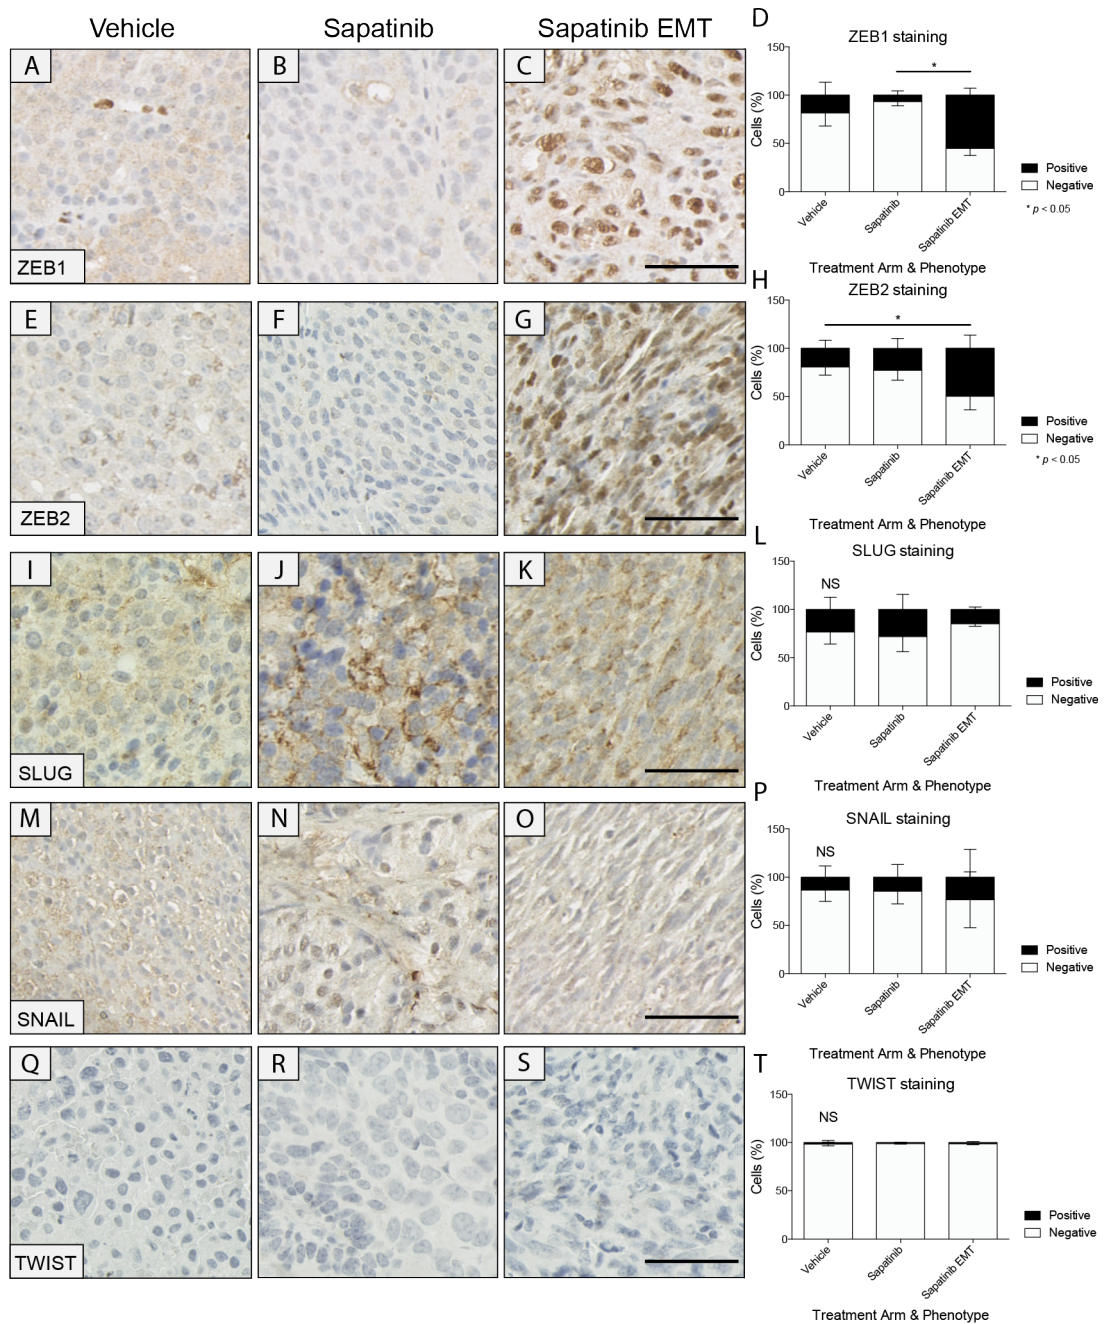 Vehicle
Sapatinib
Sapatinib EMT
A
B
C
ZEB1
D
ZEB1 staining
150
100
50
0
Cells (%)
*
Vehicle
Sapatinib
Sapatinib EMT
Positive
Negative
* p < 0.05
Treatment Arm & Phenotype
E
F
G
ZEB2
H
ZEB2 staining
150
100
50
0
Cells (%)
*
Vehicle
Sapatinib
Sapatinib EMT
Positive
Negative
* p < 0.05
Treatment Arm & Phenotype
I
J
K
SLUG
L
SLUG staining
150
100
50
0
Cells (%)
NS
Vehicle
Sapatinib
Sapatinib EMT
Positive
Negative
Treatment Arm & Phenotype
M
N
O
SNAIL
P
SNAIL staining
150
100
50
0
Cells (%)
NS
Vehicle
Sapatinib
Sapatinib EMT
Positive
Negative
Treatment Arm & Phenotype
Q
R
S
TWIST
T
TWIST staining
150
100
50
0
Cells (%)
NS
Vehicle
Sapatinib
Sapatinib EMT
Positive
Negative
Treatment Arm & Phenotype